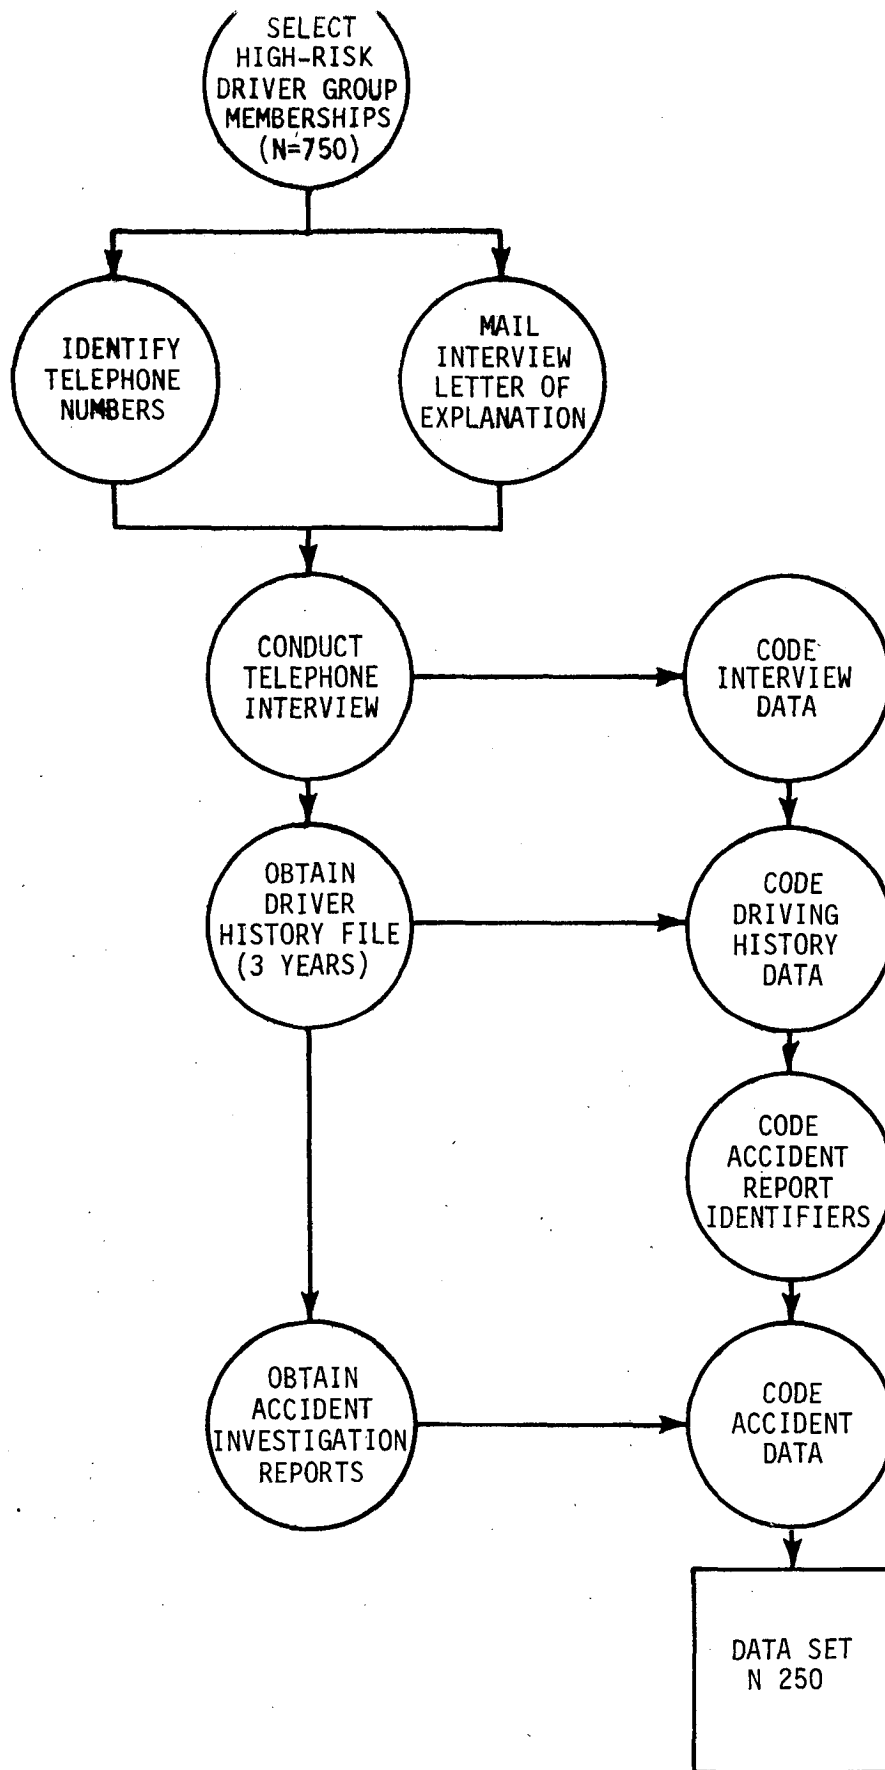 SELECT
HIGH-RISK
DRIVER GROUP
MEMBERSHIPS
(N=750)
IDENTIFY
TELEPHONE
NUMBERS
MAIL
INTERVIEW
LETTER OF
EXPLANATION
CONDUCT
TELEPHONE
INTERVIEW
CODE
INTERVIEW
DATA
OBTAIN
DRIVER
HISTORY FILE
(3 YEARS)
CODE
DRIVING
HISTORY
DATA
CODE
ACCIDENT
REPORT
IDENTIFIERS
OBTAIN
ACCIDENT
INVESTIGATION
REPORTS
CODE
ACCIDENT
DATA
DATA SET
N 250